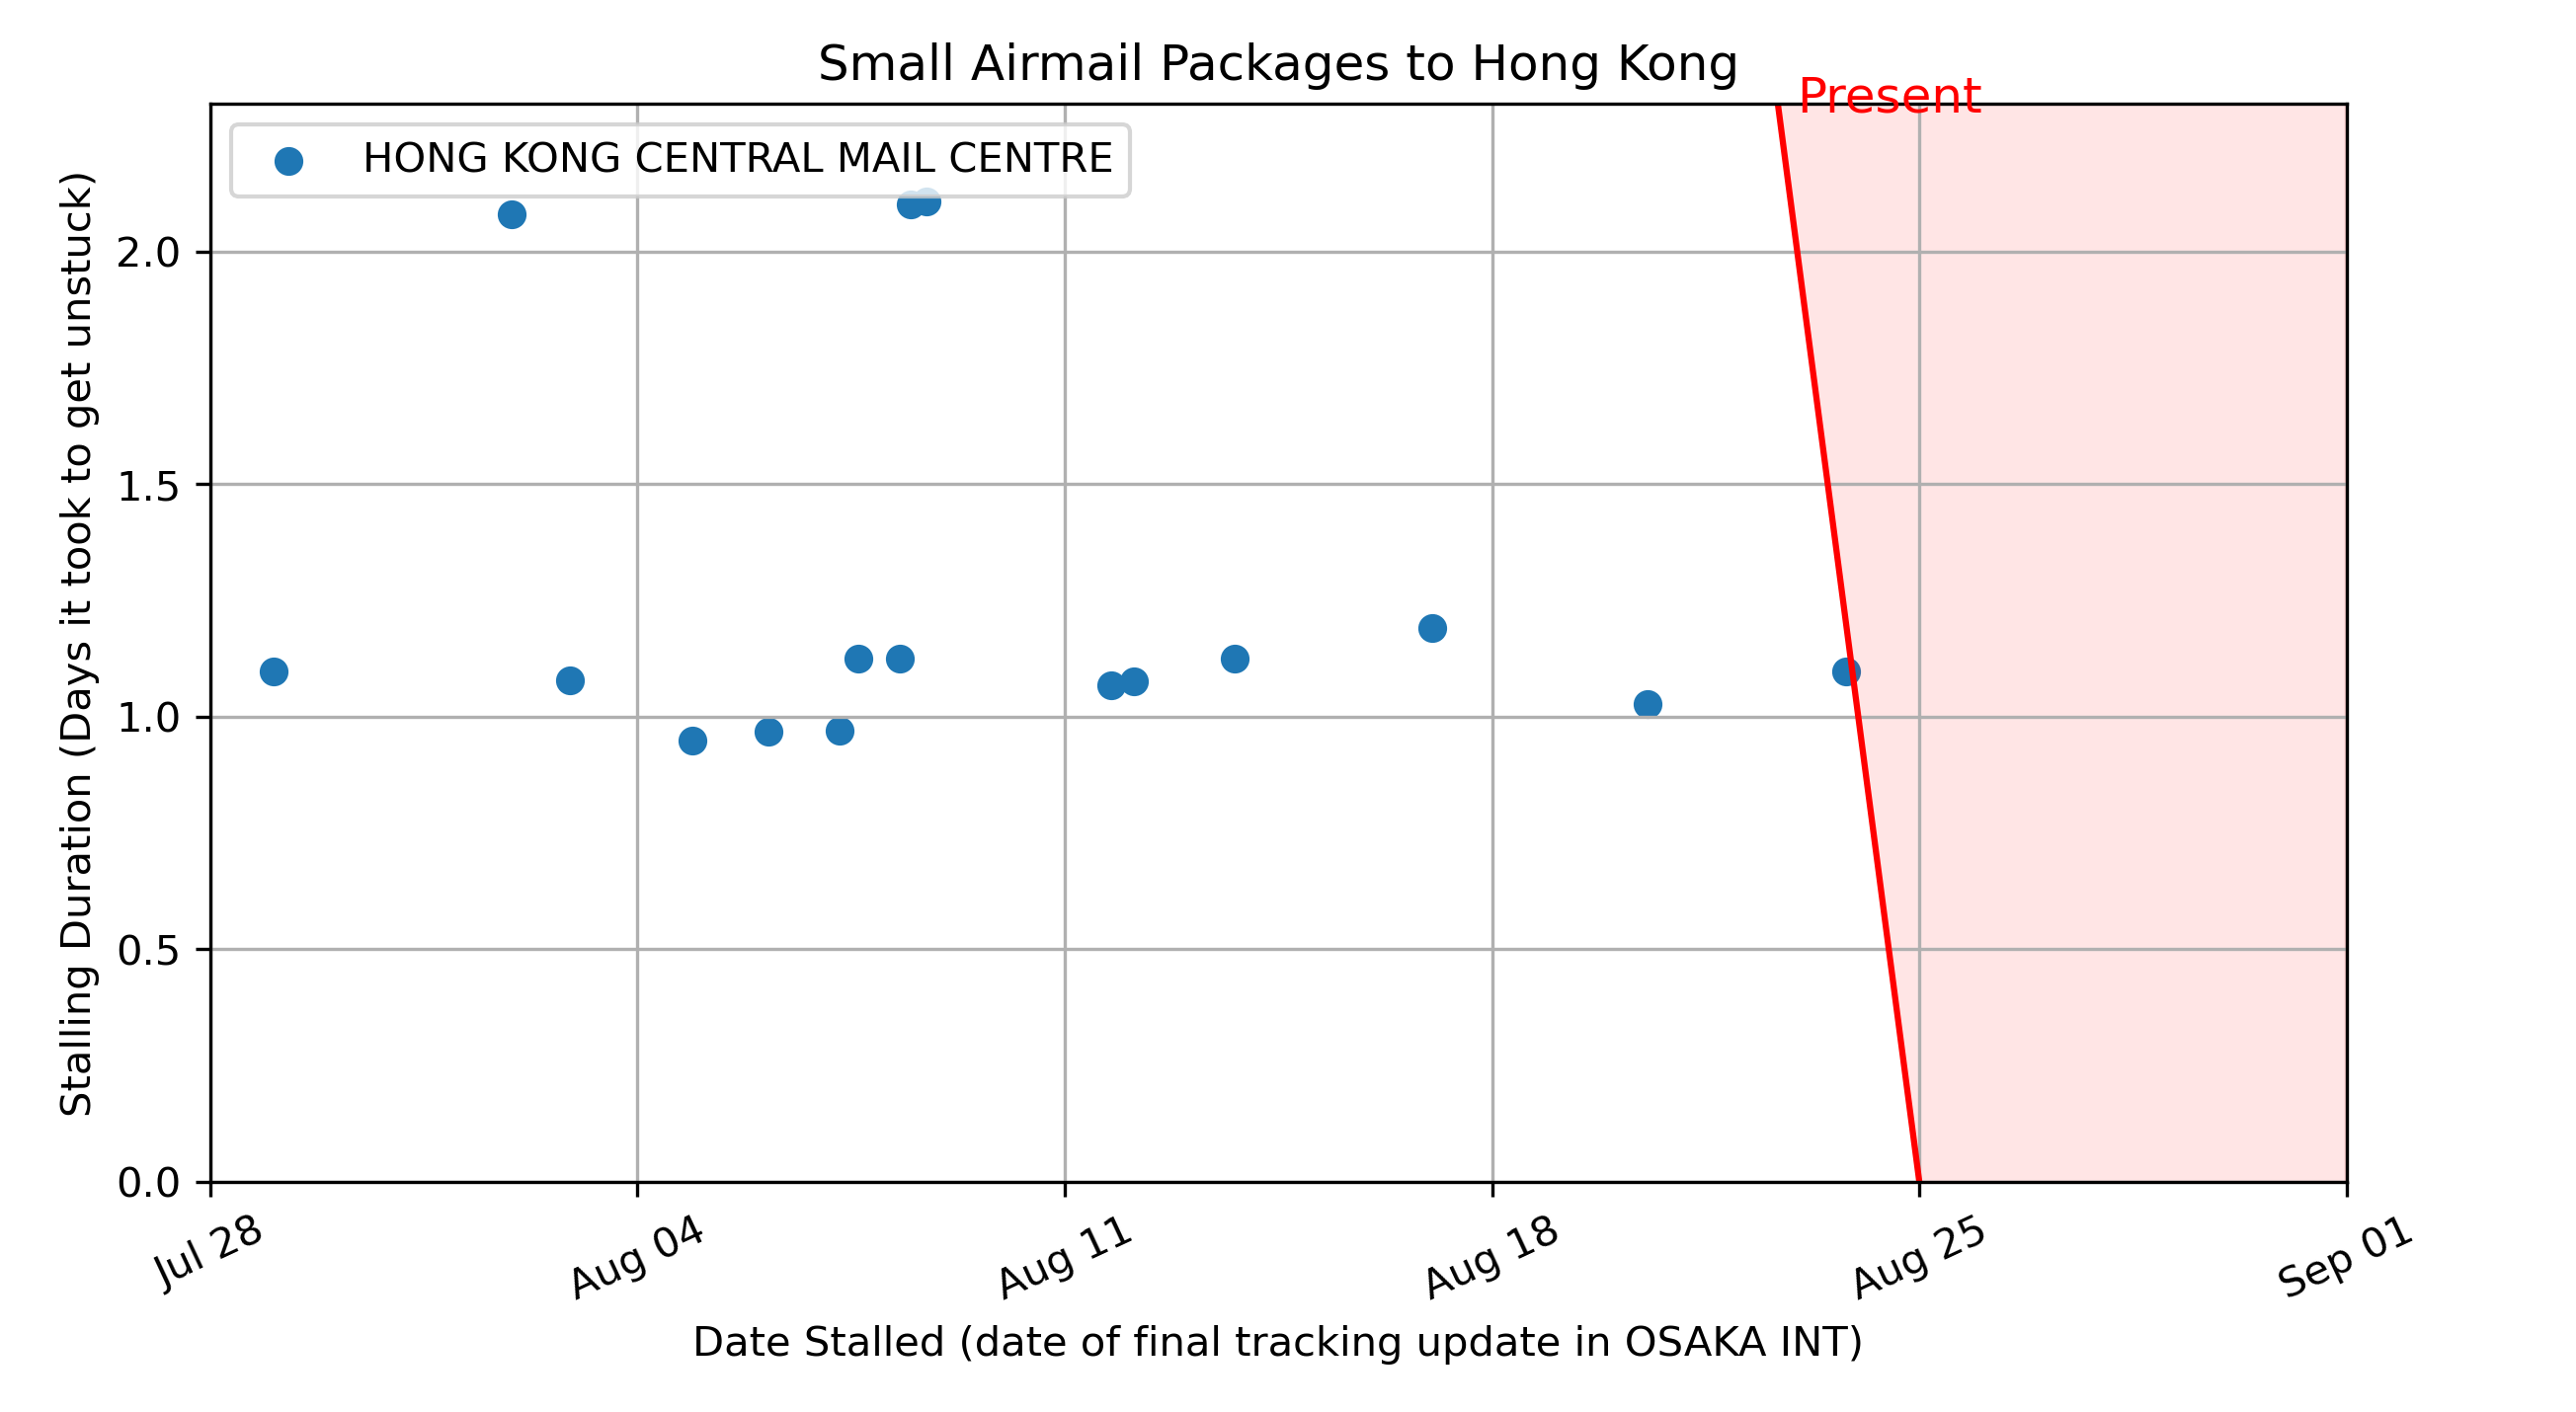 Small Airmail Packages to Hong Kong
Present
HONG KONG CENTRAL MAIL CENTRE
Stalling Duration (Days it took to get unstuck)
2.0
1.5
1.0
0.5
0.0
Jul 28
Aug 04
Aug 11
Aug 18
Aug 25
Sep 01
Date Stalled (date of final tracking update in OSAKA INT)